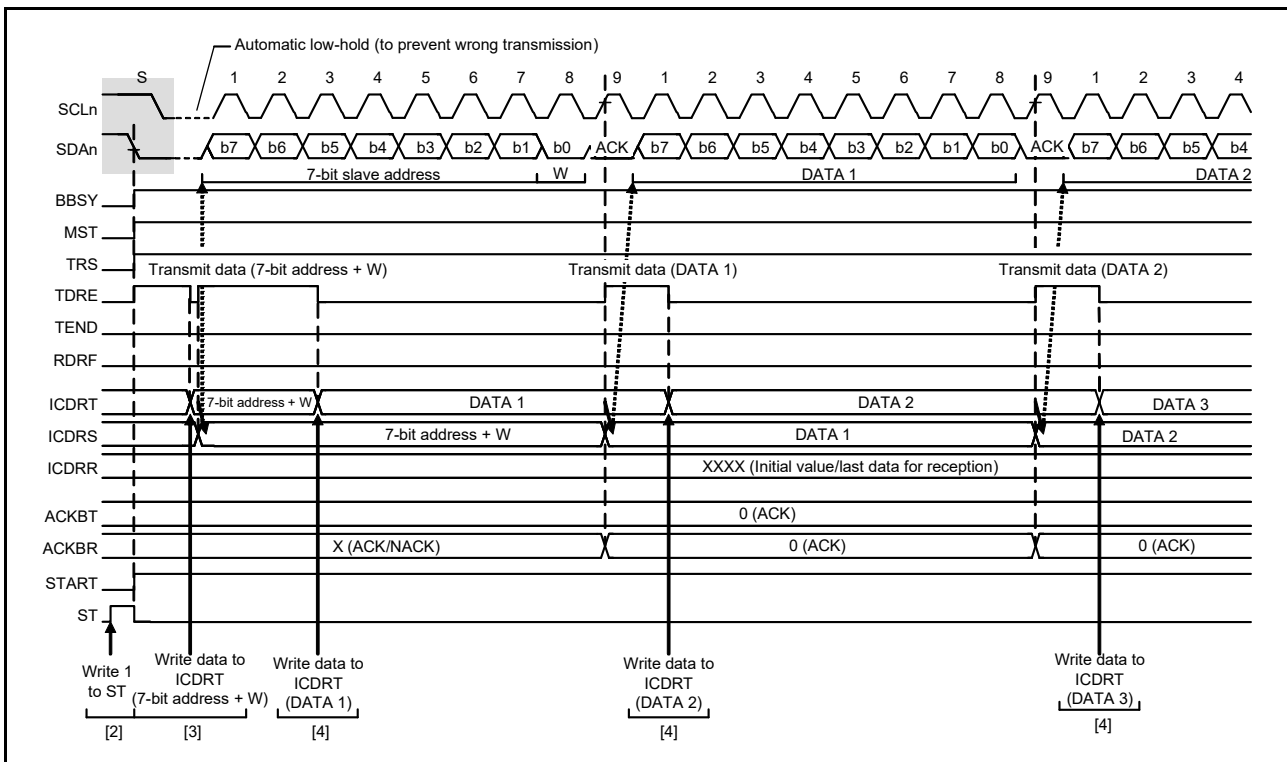 Automatic low-hold (to prevent wrong transmission)
S 1 2 3 4 5 6 7 8 9 1 2 3 4 5 6 7 8 9 1 2 3 4
SCLn
SDAn b7 b6 b5 b4 b3 b2 b1 b0 ACK b7 b6 b5 b4 b3 b2 b1 b0 ACK b7 b6 b5 b4
7-bit slave address W DATA 1 DATA 2
BBSY
MST
TRS
Transmit data (7-bit address + W) Transmit data (DATA 1) Transmit data (DATA 2)
TDRE
TEND
RDRF
ICDRT 7-bit address + W DATA 1 DATA 2 DATA 3
ICDRS 7-bit address + W DATA 1 DATA 2
ICDRR XXXX (Initial value/last data for reception)
ACKBT 0 (ACK)
ACKBR X (ACK/NACK) 0 (ACK) 0 (ACK)
START
ST
Write 1
to ST
[2]
Write data to
ICDRT
(7-bit address + W)
[3]
Write data to
ICDRT
(DATA 1)
[4]
Write data to
ICDRT
(DATA 2)
[4]
Write data to
ICDRT
(DATA 3)
[4]